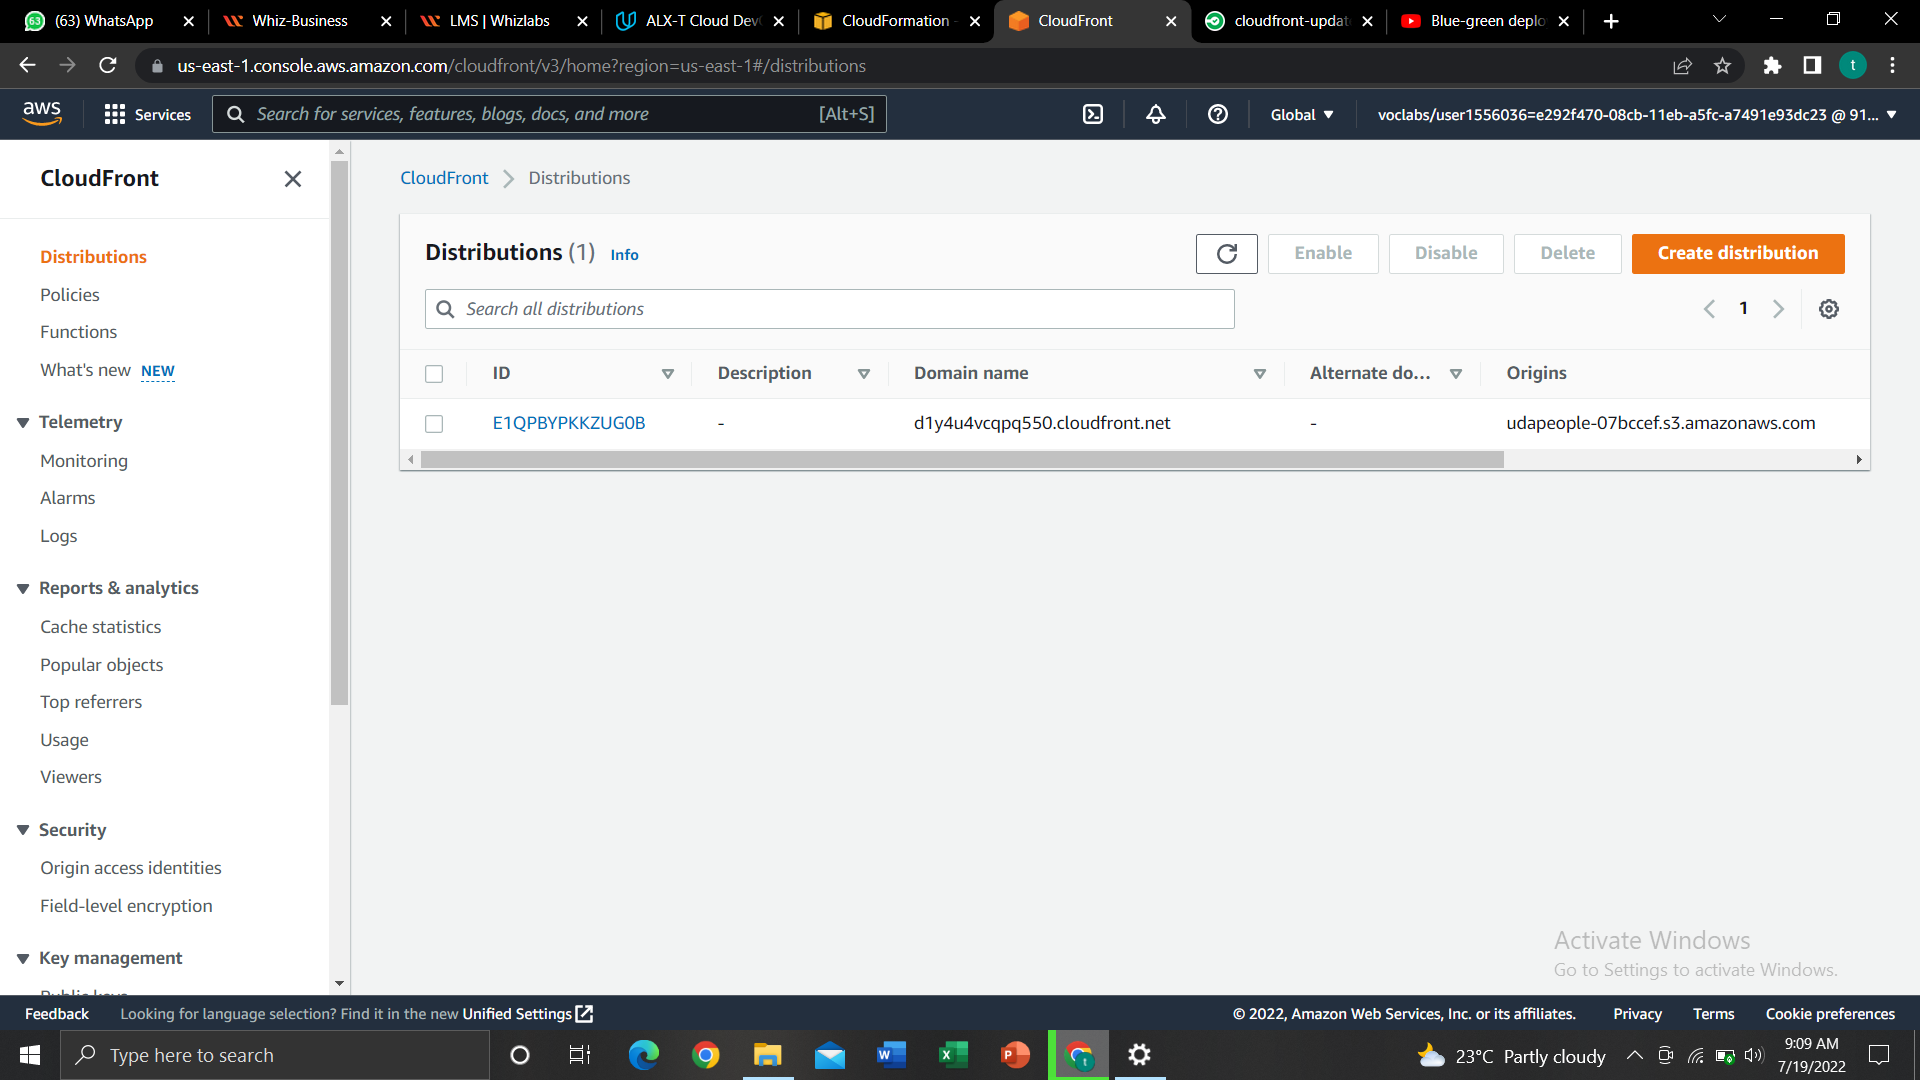 63 (63) WhatsApp
Whiz-Business
LMS | Whizlabs
ALX-T Cloud Dev
CloudFormation
CloudFront
cloudfront-updat
Blue-green deplo
us-east-1.console.aws.amazon.com/cloudfront/v3/home?region=us-east-1#/distributions
t
aws
Services
Search for services, features, blogs, docs, and more
[Alt+S]
Global
voclabs/user1556036=e292f470-08cb-11eb-a5fc-a7491e93dc23 @ 91...
CloudFront
Distributions
Policies
Functions
What's new NEW
Telemetry
Monitoring
Alarms
Logs
Reports & analytics
Cache statistics
Popular objects
Top referrers
Usage
Viewers
Security
Origin access identities
Field-level encryption
Key management
CloudFront
Distributions
Distributions (1) Info
Enable
Disable
Delete
Create distribution
Search all distributions
1
ID
Description
Domain name
Alternate do...
Origins
E1QPBYPKKZUG0B
-
d1y4u4vcqpq550.cloudfront.net
-
udapeople-07bccef.s3.amazonaws.com
Activate Windows
Go to Settings to activate Windows.
Feedback
Looking for language selection? Find it in the new Unified Settings
© 2022, Amazon Web Services, Inc. or its affiliates.
Privacy
Terms
Cookie preferences
Type here to search
23°C Partly cloudy
9:09 AM
7/19/2022